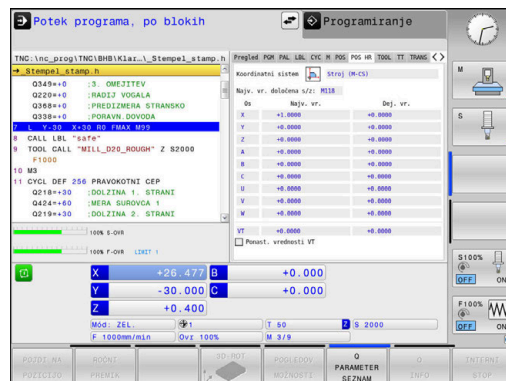 Potek programa, po blokih
Programiranje
TNC:\nc_prog\TNC\BHB\Klar…\_Stempel_stamp.h
→_Stempel_stamp.h
Q349=+0 ;3. OMEJITEV
Q220=+0 ;RADIJ VOGALA
Q368=+0 ;PREDIZMERA STRANSKO
Q338=+0 ;PORAVN.DOVODA
7 L Y-30 X+30 R0 FMAX M99
8 CALL LBL "safe"
9 TOOL CALL "MILL_D20_ROUGH" Z S2000
F1000
10 M3
11 CYCL DEF 256 PRAVOKOTNI CEP
Q218=+30 ;DOLZINA 1. STRANI
Q424=+60 ;MERA SUROVCA 1
Q219=+30 ;DOLZINA 2. STRANI
100% S-OVR
100% F-OVR LIMIT 1
Pregled PGM PAL LBL CYC M POS POS HR TOOL TT TRANS
Koordinatni sistem Stroj (M-CS)
Najv. vr. določena s/z: M118
Os Najv. vr. Dej. vr.
X +1.0000 +0.0000
Y +0.0000 +0.0000
Z +0.0000 +0.0000
A +0.0000 +0.0000
B +0.0000 +0.0000
C +0.0000 +0.0000
U +0.0000 +0.0000
V +0.0000 +0.0000
W +0.0000 +0.0000
VT +0.0000 +0.0000
Ponast. vrednosti VT
X +26.477 B +0.000
Y -30.000 C +0.000
Z +0.400
Mód: ZEL. 1 T 50 Z S 2000
F 1000mm/min Ovr 100% M 3/9
M
S
S100%
OFF ON
F100%
OFF ON
POJDI NA
POZICIJO
ROČNI
PREMIK
3D-ROT
POGLEDOV
MOŽNOSTI
Q
PARAMETER
SEZNAM
Q
INFO
INTERNI
STOP